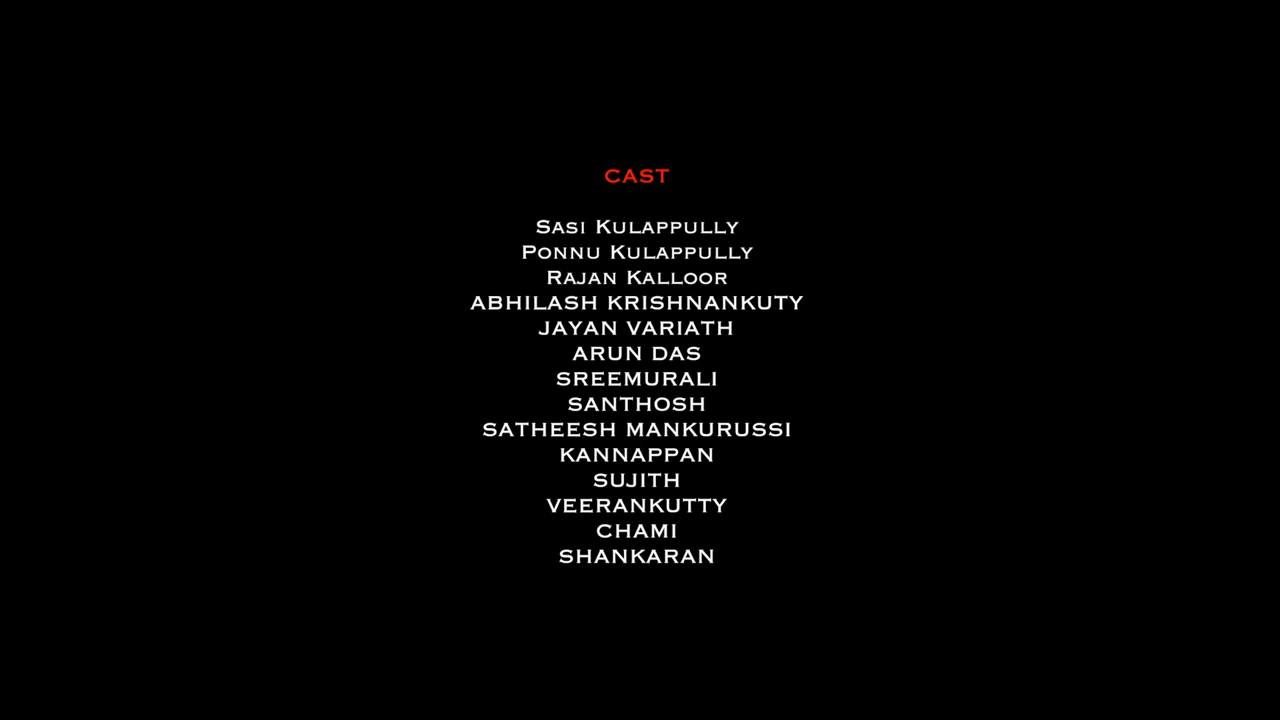 CAST
Sasi Kulappully
Ponnu Kulappully
Rajan Kalloor
ABHILASH KRISHNANKUTY
JAYAN VARIATH
ARUN DAS
SREEMURALI
SANTHOSH
SATHEESH MANKURUSSI
KANNAPPAN
SUJITH
VEERANKUTTY
CHAMI
SHANKARAN